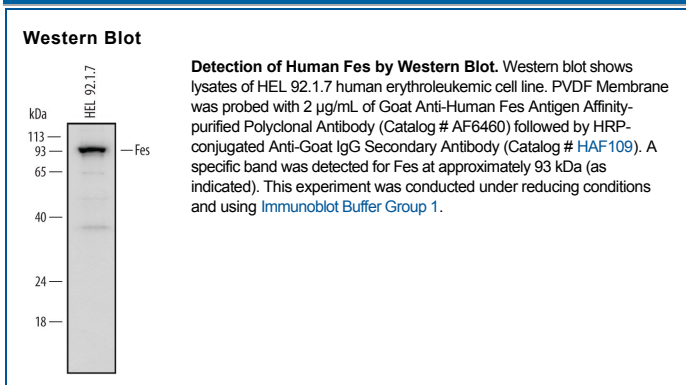 Western Blot
HEL 92.1.7
kDa
113
93
65
40
24
18
Fes
Detection of Human Fes by Western Blot. Western blot shows
lysates of HEL 92.1.7 human erythroleukemic cell line. PVDF Membrane
was probed with 2 µg/mL of Goat Anti-Human Fes Antigen Affinity-
purified Polyclonal Antibody (Catalog # AF6460) followed by HRP-
conjugated Anti-Goat IgG Secondary Antibody (Catalog # HAF109). A
specific band was detected for Fes at approximately 93 kDa (as
indicated). This experiment was conducted under reducing conditions
and using Immunoblot Buffer Group 1.